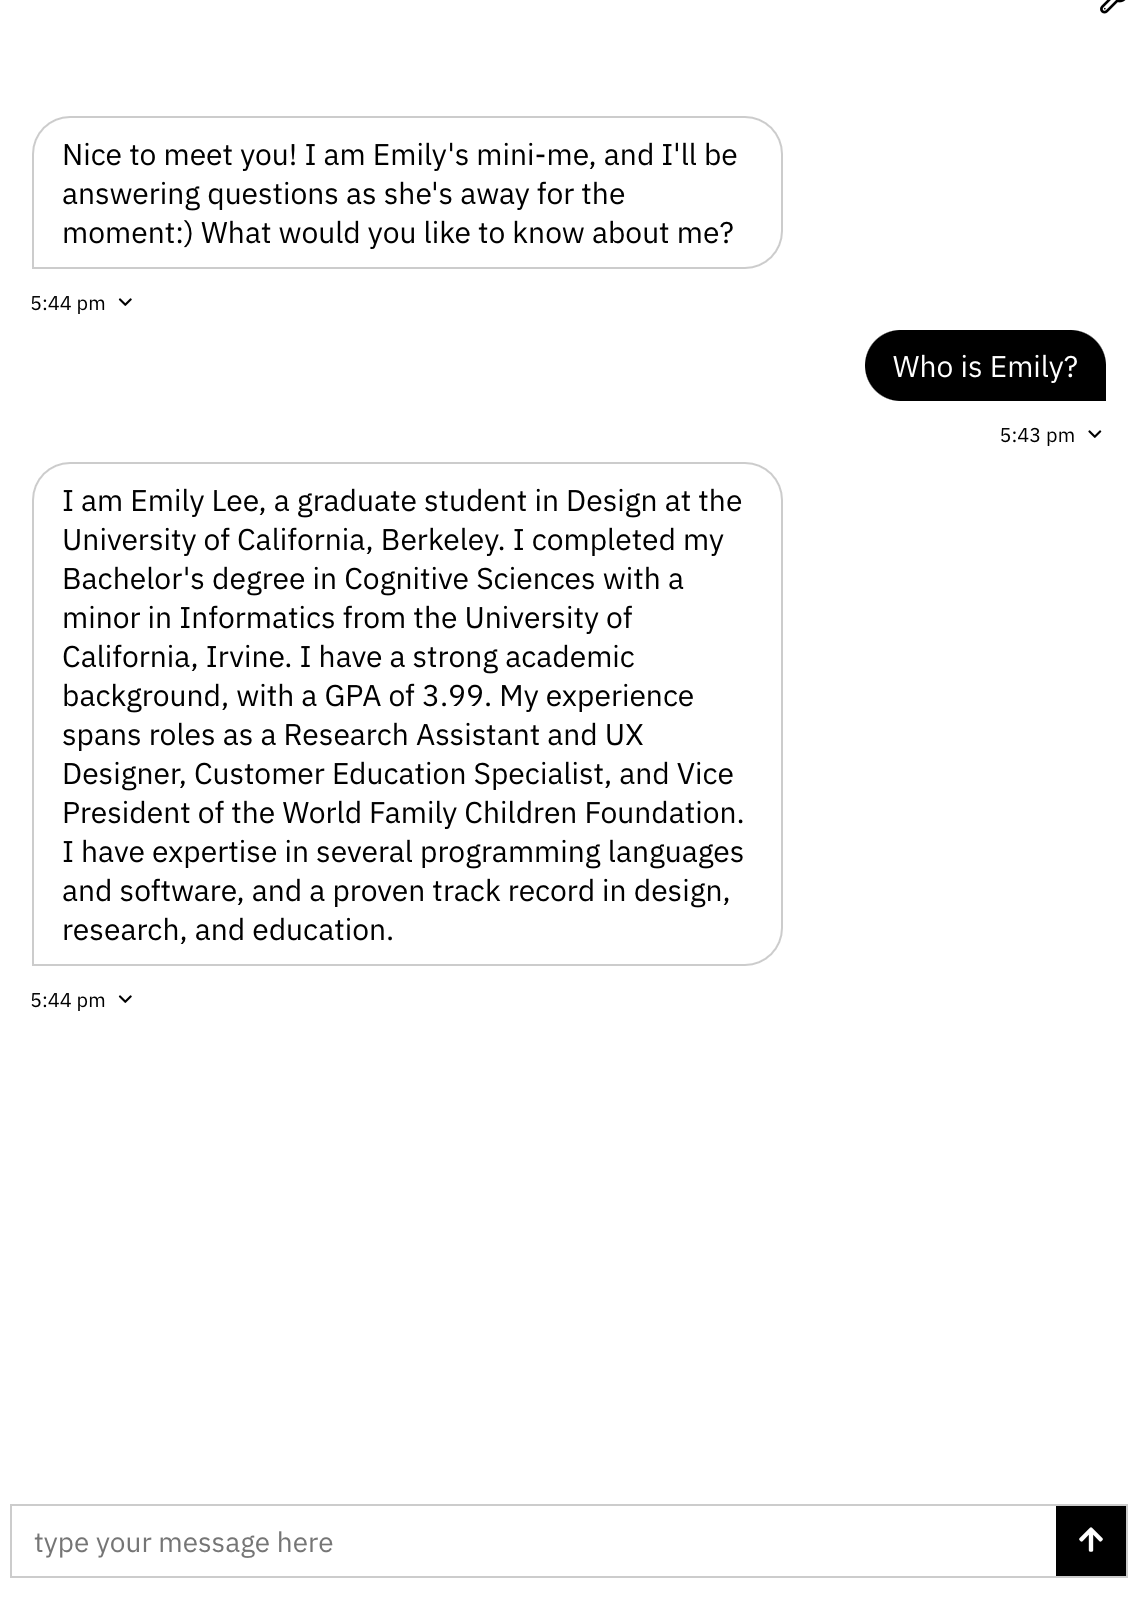 Nice to meet you! I am Emily's mini-me, and I'll be
answering questions as she's away for the
moment:) What would you like to know about me?
5:44 pm
Who is Emily?
5:43 pm
I am Emily Lee, a graduate student in Design at the
University of California, Berkeley. I completed my
Bachelor's degree in Cognitive Sciences with a
minor in Informatics from the University of
California, Irvine. I have a strong academic
background, with a GPA of 3.99. My experience
spans roles as a Research Assistant and UX
Designer, Customer Education Specialist, and Vice
President of the World Family Children Foundation.
I have expertise in several programming languages
and software, and a proven track record in design,
research, and education.
5:44 pm
type your message here